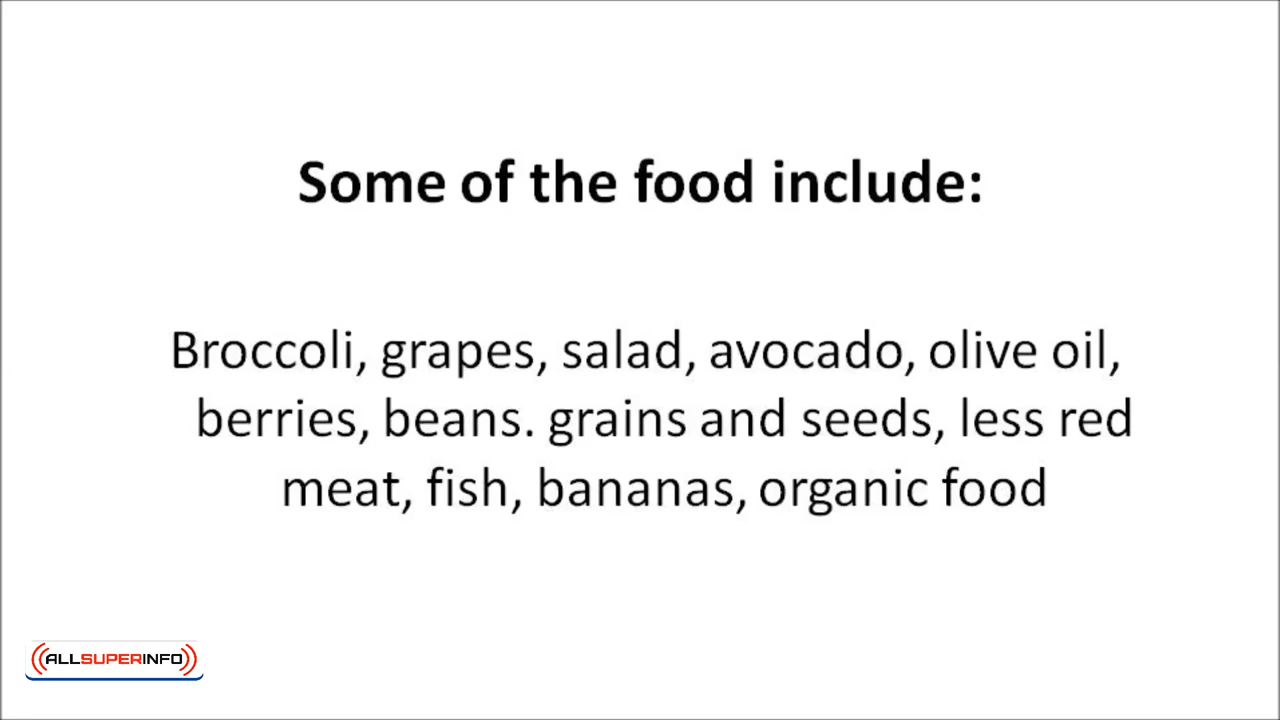 Some of the food include:
Broccoli, grapes, salad, avocado, olive oil,
berries, beans. grains and seeds, less red
meat, fish, bananas, organic food
ALLSUPERINFO